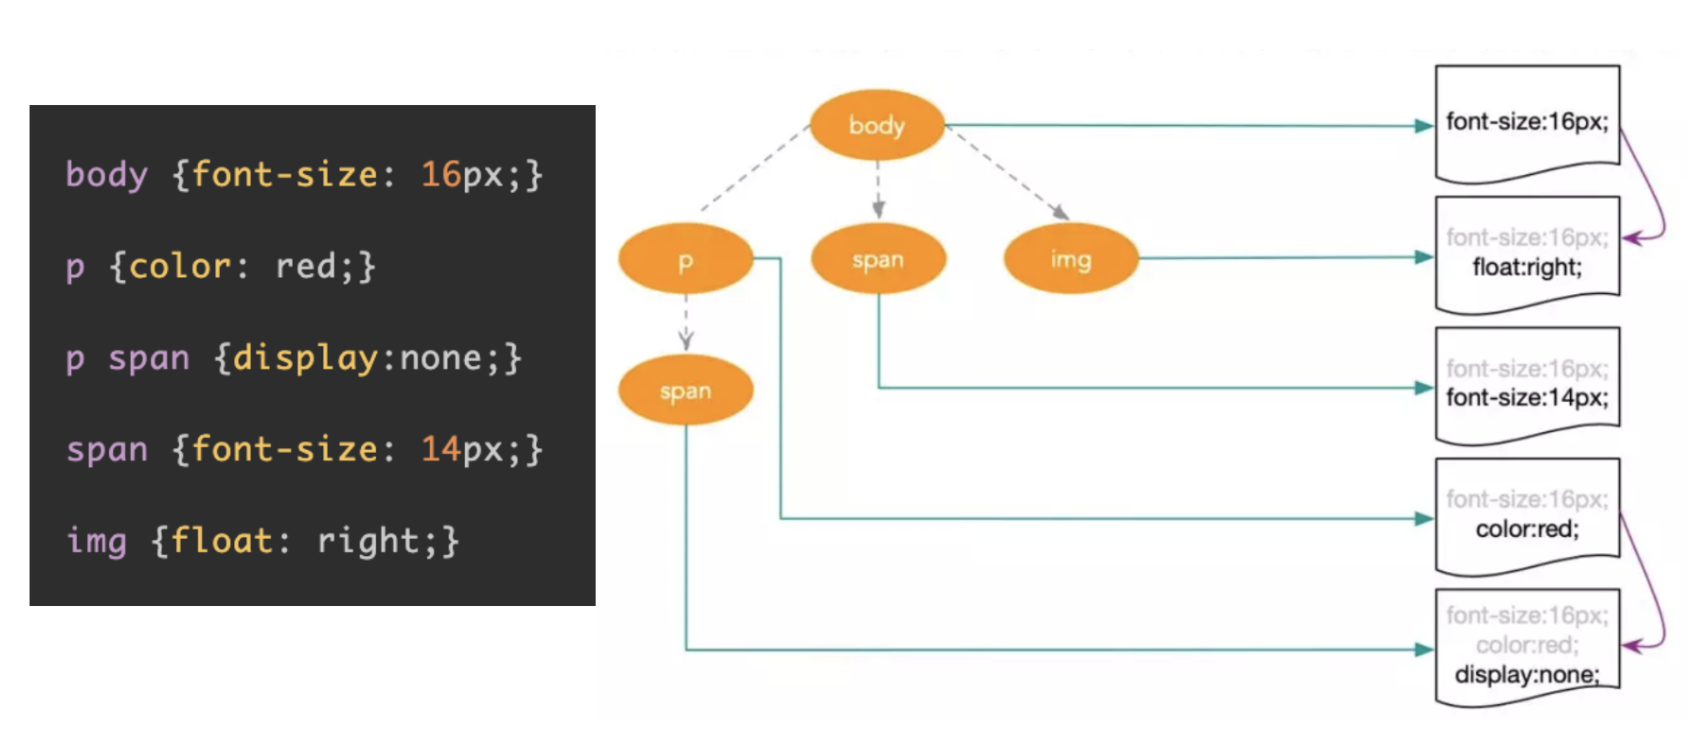 body {font-size: 16px;}
p {color: red;}
p span {display:none;}
span {font-size: 14px;}
img {float: right;}
body
p
span
img
span
font-size:16px;
font-size:16px;
float:right;
font-size:16px;
font-size:14px;
font-size:16px;
color:red;
font-size:16px;
color:red;
display:none;